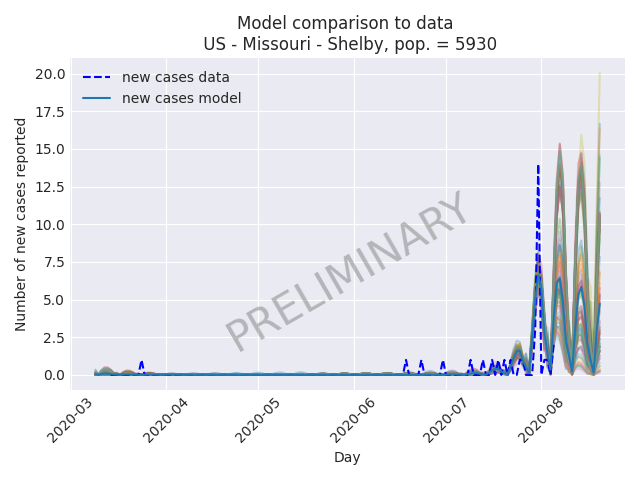 Model comparison to data
US - Missouri - Shelby, pop. = 5930
20.0
17.5
15.0
12.5
10.0
7.5
5.0
2.5
0.0
Number of new cases reported
new cases data
new cases model
PRELIMINARY
2020-03
2020-04
2020-05
2020-06
2020-07
2020-08
Day